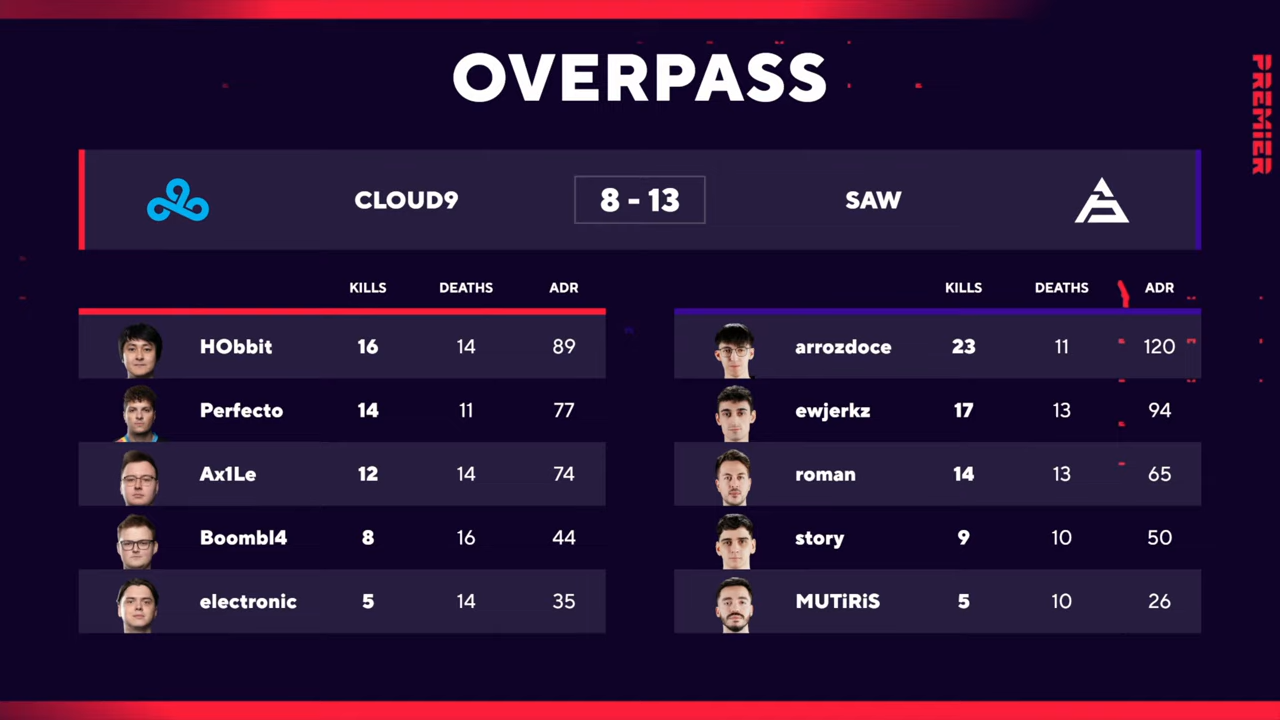 OVERPASS
PREMIER
CLOUD9 8 - 13 SAW
KILLS DEATHS ADR
HObbit 16 14 89
Perfecto 14 11 77
Ax1Le 12 14 74
Boombl4 8 16 44
electronic 5 14 35
KILLS DEATHS ADR
arrozdoce 23 11 120
ewjerkz 17 13 94
roman 14 13 65
story 9 10 50
MUTiRiS 5 10 26